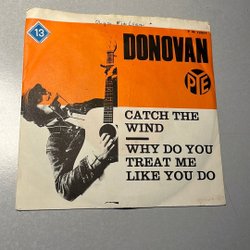 13
DONOVAN
PYE
CATCH THE
WIND
WHY DO YOU
TREAT ME
LIKE YOU DO